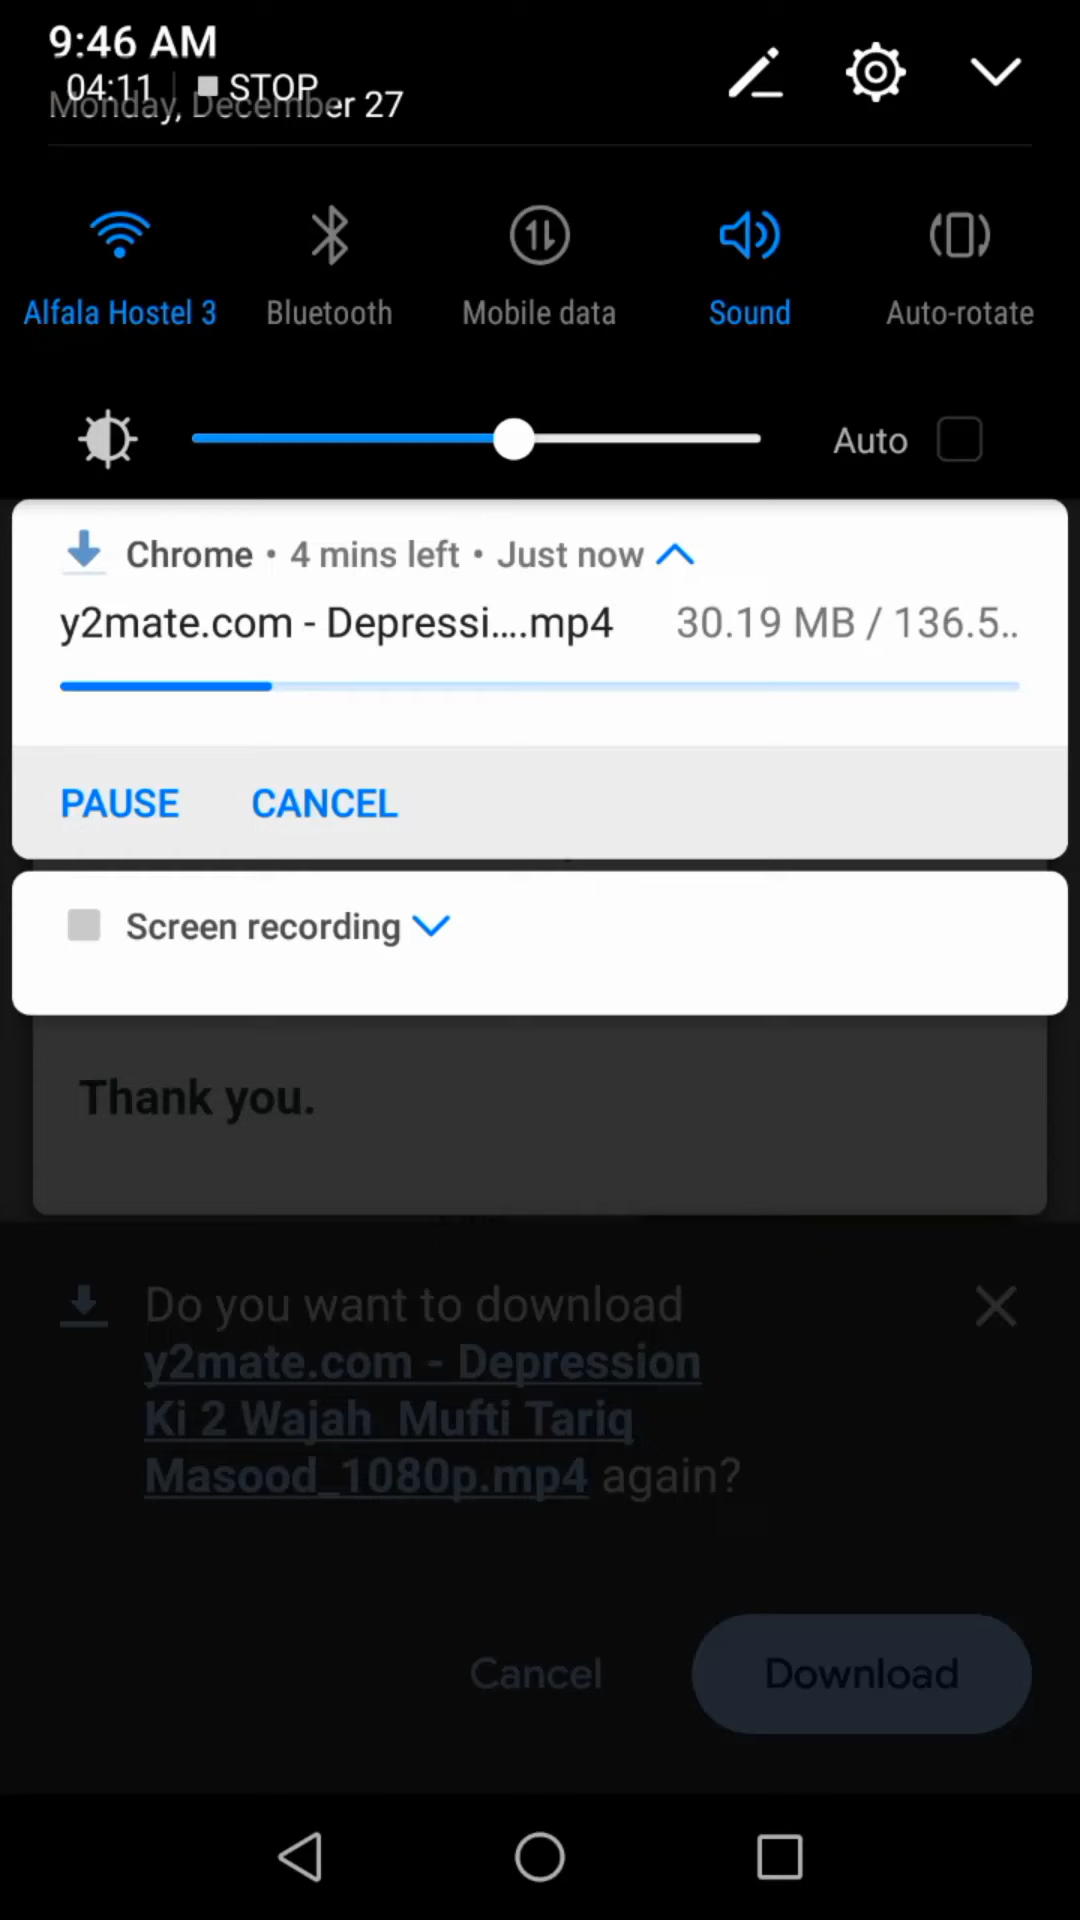 9:46 AM
04:11 STOP
Monday, December 27
Alfala Hostel 3
Bluetooth
Mobile data
Sound
Auto-rotate
Auto
Chrome • 4 mins left • Just now
y2mate.com - Depressi....mp4 30.19 MB / 136.5..
PAUSE CANCEL
Screen recording
Thank you.
Do you want to download
y2mate.com - Depression
Ki 2 Wajah_Mufti Tariq
Masood_1080p.mp4 again?
Cancel Download